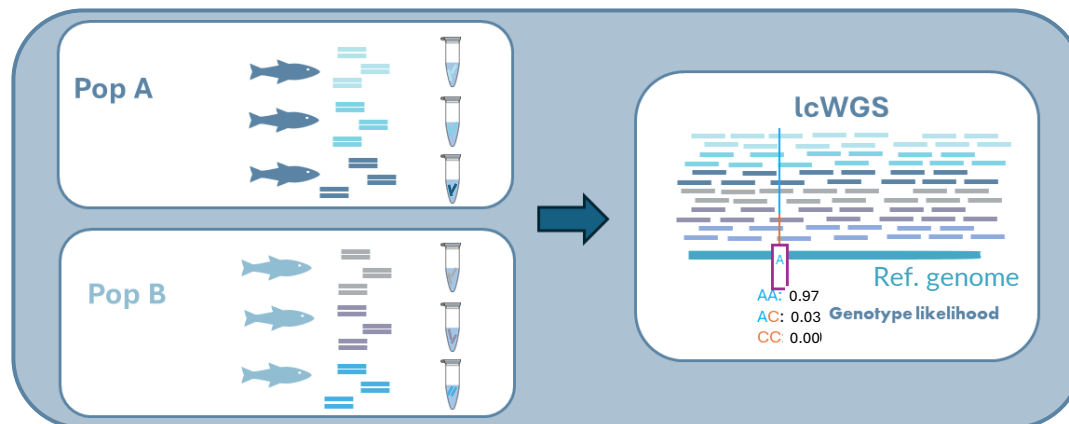 Pop A
Pop B
lcWGS
A
Ref. genome
AA: 0.97
AC: 0.03
Genotype likelihood
CC: 0.00